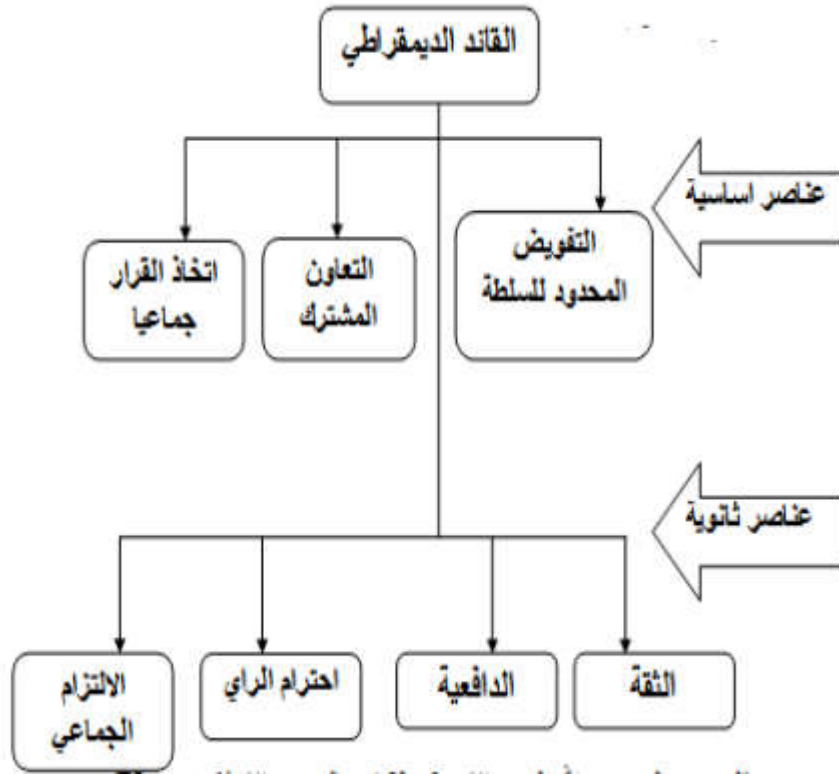 القائد الديمقراطي
عناصر اساسية
التفويض
المحدود للسلطة
التعاون
المشترك
اتخاذ القرار
جماعيا
عناصر ثانوية
الثقة
الدافعية
احترام الراي
الالتزام
الجماعي